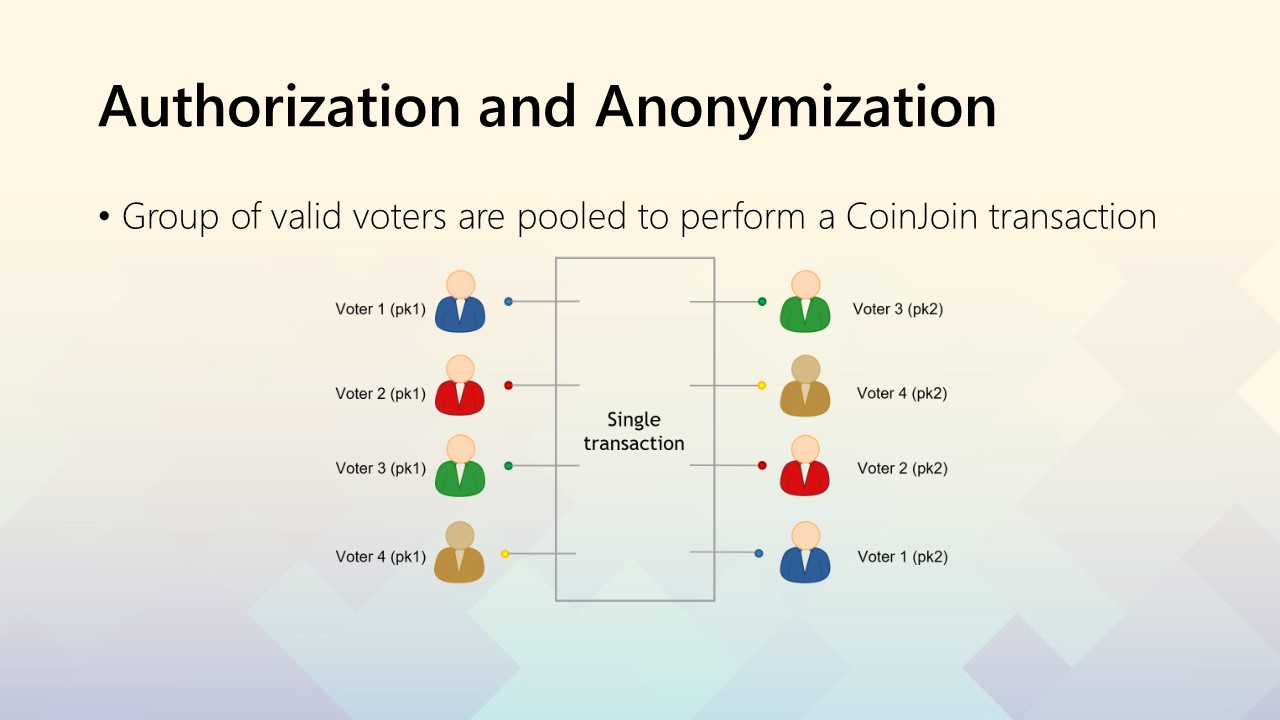 Authorization and Anonymization
• Group of valid voters are pooled to perform a CoinJoin transaction
Voter 1 (pk1)
Voter 3 (pk2)
Voter 2 (pk1)
Voter 4 (pk2)
Single
transaction
Voter 3 (pk1)
Voter 2 (pk2)
Voter 4 (pk1)
Voter 1 (pk2)